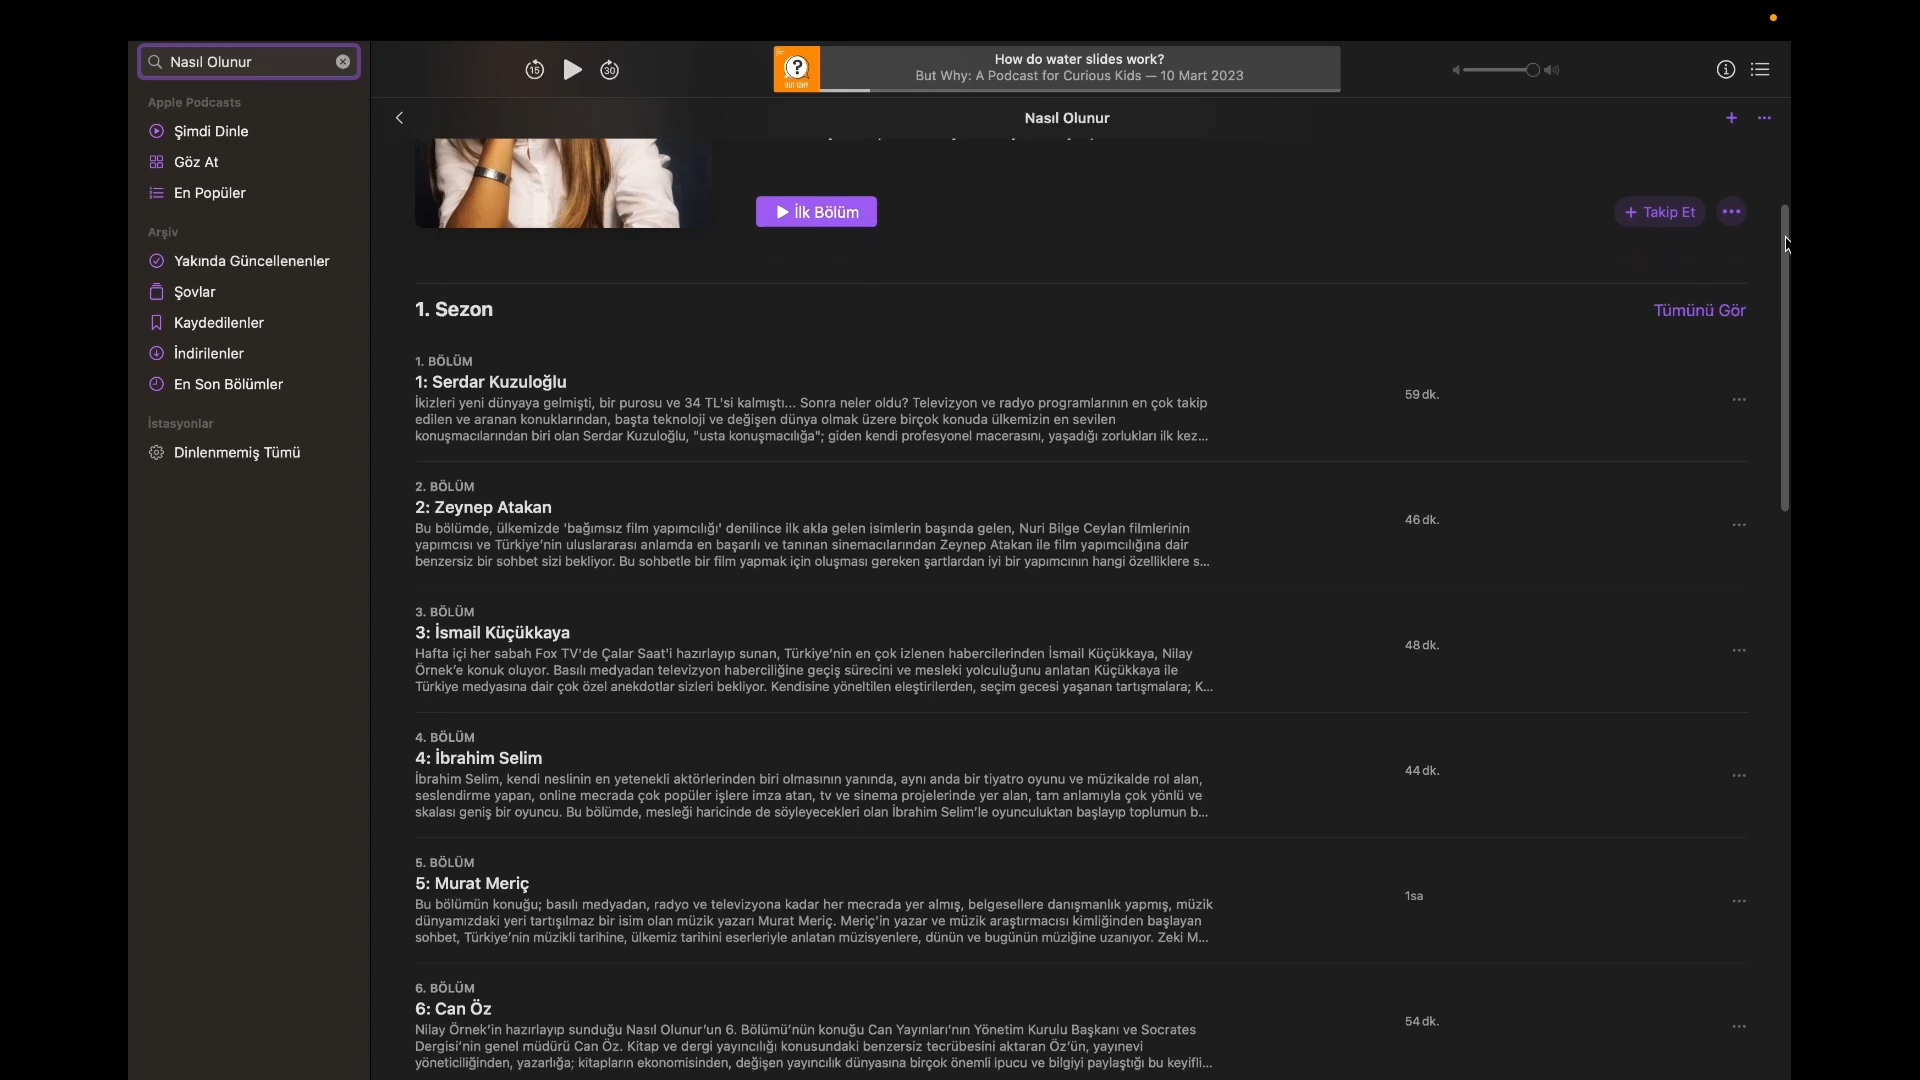 Nasıl Olunur
Apple Podcasts
Şimdi Dinle
Göz At
En Popüler
Arşiv
Yakında Güncellenenler
Şovlar
Kaydedilenler
İndirilenler
En Son Bölümler
İstasyonlar
Dinlenmemiş Tümü
15
30
?
BUT WHY
How do water slides work?
But Why: A Podcast for Curious Kids — 10 Mart 2023
Nasıl Olunur
İlk Bölüm
+ Takip Et
1. Sezon
Tümünü Gör
1. BÖLÜM
1: Serdar Kuzuloğlu
İkizleri yeni dünyaya gelmişti, bir purosu ve 34 TL'si kalmıştı... Sonra neler oldu? Televizyon ve radyo programlarının en çok takip
edilen ve aranan konuklarından, başta teknoloji ve değişen dünya olmak üzere birçok konuda ülkemizin en sevilen
konuşmacılarından biri olan Serdar Kuzuloğlu, "usta konuşmacılığa"; giden kendi profesyonel macerasını, yaşadığı zorlukları ilk kez...
59 dk.
2. BÖLÜM
2: Zeynep Atakan
Bu bölümde, ülkemizde 'bağımsız film yapımcılığı' denilince ilk akla gelen isimlerin başında gelen, Nuri Bilge Ceylan filmlerinin
yapımcısı ve Türkiye'nin uluslararası anlamda en başarılı ve tanınan sinemacılarından Zeynep Atakan ile film yapımcılığına dair
benzersiz bir sohbet sizi bekliyor. Bu sohbetle bir film yapmak için oluşması gereken şartlardan iyi bir yapımcının hangi özelliklere s...
46 dk.
3. BÖLÜM
3: İsmail Küçükkaya
Hafta içi her sabah Fox TV'de Çalar Saat'i hazırlayıp sunan, Türkiye'nin en çok izlenen habercilerinden İsmail Küçükkaya, Nilay
Örnek'e konuk oluyor. Basılı medyadan televizyon haberciliğine geçiş sürecini ve mesleki yolculuğunu anlatan Küçükkaya ile
Türkiye medyasına dair çok özel anekdotlar sizleri bekliyor. Kendisine yöneltilen eleştirilerden, seçim gecesi yaşanan tartışmalara; K...
48 dk.
4. BÖLÜM
4: İbrahim Selim
İbrahim Selim, kendi neslinin en yetenekli aktörlerinden biri olmasının yanında, aynı anda bir tiyatro oyunu ve müzikalde rol alan,
seslendirme yapan, online mecrada çok popüler işlere imza atan, tv ve sinema projelerinde yer alan, tam anlamıyla çok yönlü ve
skalası geniş bir oyuncu. Bu bölümde, mesleği haricinde de söyleyecekleri olan İbrahim Selim'le oyunculuktan başlayıp toplumun b...
44 dk.
5. BÖLÜM
5: Murat Meriç
Bu bölümün konuğu; basılı medyadan, radyo ve televizyona kadar her mecrada yer almış, belgesellere danışmanlık yapmış, müzik
dünyamızdaki yeri tartışılmaz bir isim olan müzik yazarı Murat Meriç. Meriç'in yazar ve müzik araştırmacısı kimliğinden başlayan
sohbet, Türkiye'nin müzikli tarihine, ülkemiz tarihini eserleriyle anlatan müzisyenlere, dünün ve bugünün müziğine uzanıyor. Zeki M...
1sa
6. BÖLÜM
6: Can Öz
Nilay Örnek'in hazırlayıp sunduğu Nasıl Olunur'un 6. Bölümü'nün konuğu Can Yayınları'nın Yönetim Kurulu Başkanı ve Socrates
Dergisi'nin genel müdürü Can Öz. Kitap ve dergi yayıncılığı konusundaki benzersiz tecrübesini aktaran Öz'ün, yayınevi
yöneticiliğinden, yazarlığa; kitapların ekonomisinden, değişen yayıncılık dünyasına birçok önemli ipucu ve bilgiyi paylaştığı bu keyifli...
54 dk.